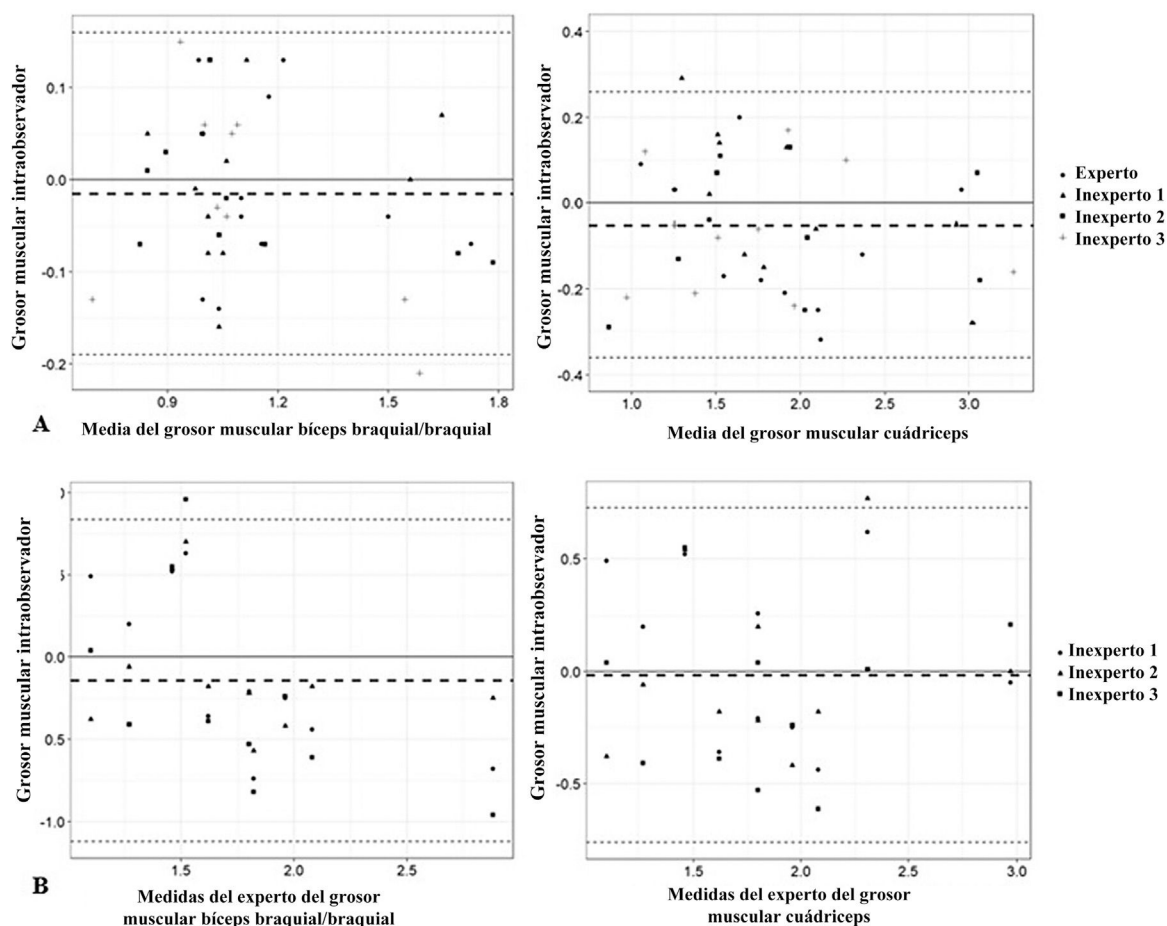 Grosor muscular intraobservador
0.1
0.0
-0.1
-0.2
0.9
1.2
1.5
1.8
Media del grosor muscular bíceps braquial/braquial
A
Grosor muscular intraobservador
0.4
0.2
0.0
-0.2
-0.4
1.0
1.5
2.0
2.5
3.0
Media del grosor muscular cuádriceps
Experto
Inexperto 1
Inexperto 2
Inexperto 3
Grosor muscular intraobservador
0
5
0.0
0.5
-1.0
1.5
2.0
2.5
Medidas del experto del grosor
muscular bíceps braquial/braquial
B
Grosor muscular intraobservador
0.5
0.0
-0.5
1.5
2.0
2.5
3.0
Medidas del experto del grosor
muscular cuádriceps
Inexperto 1
Inexperto 2
Inexperto 3